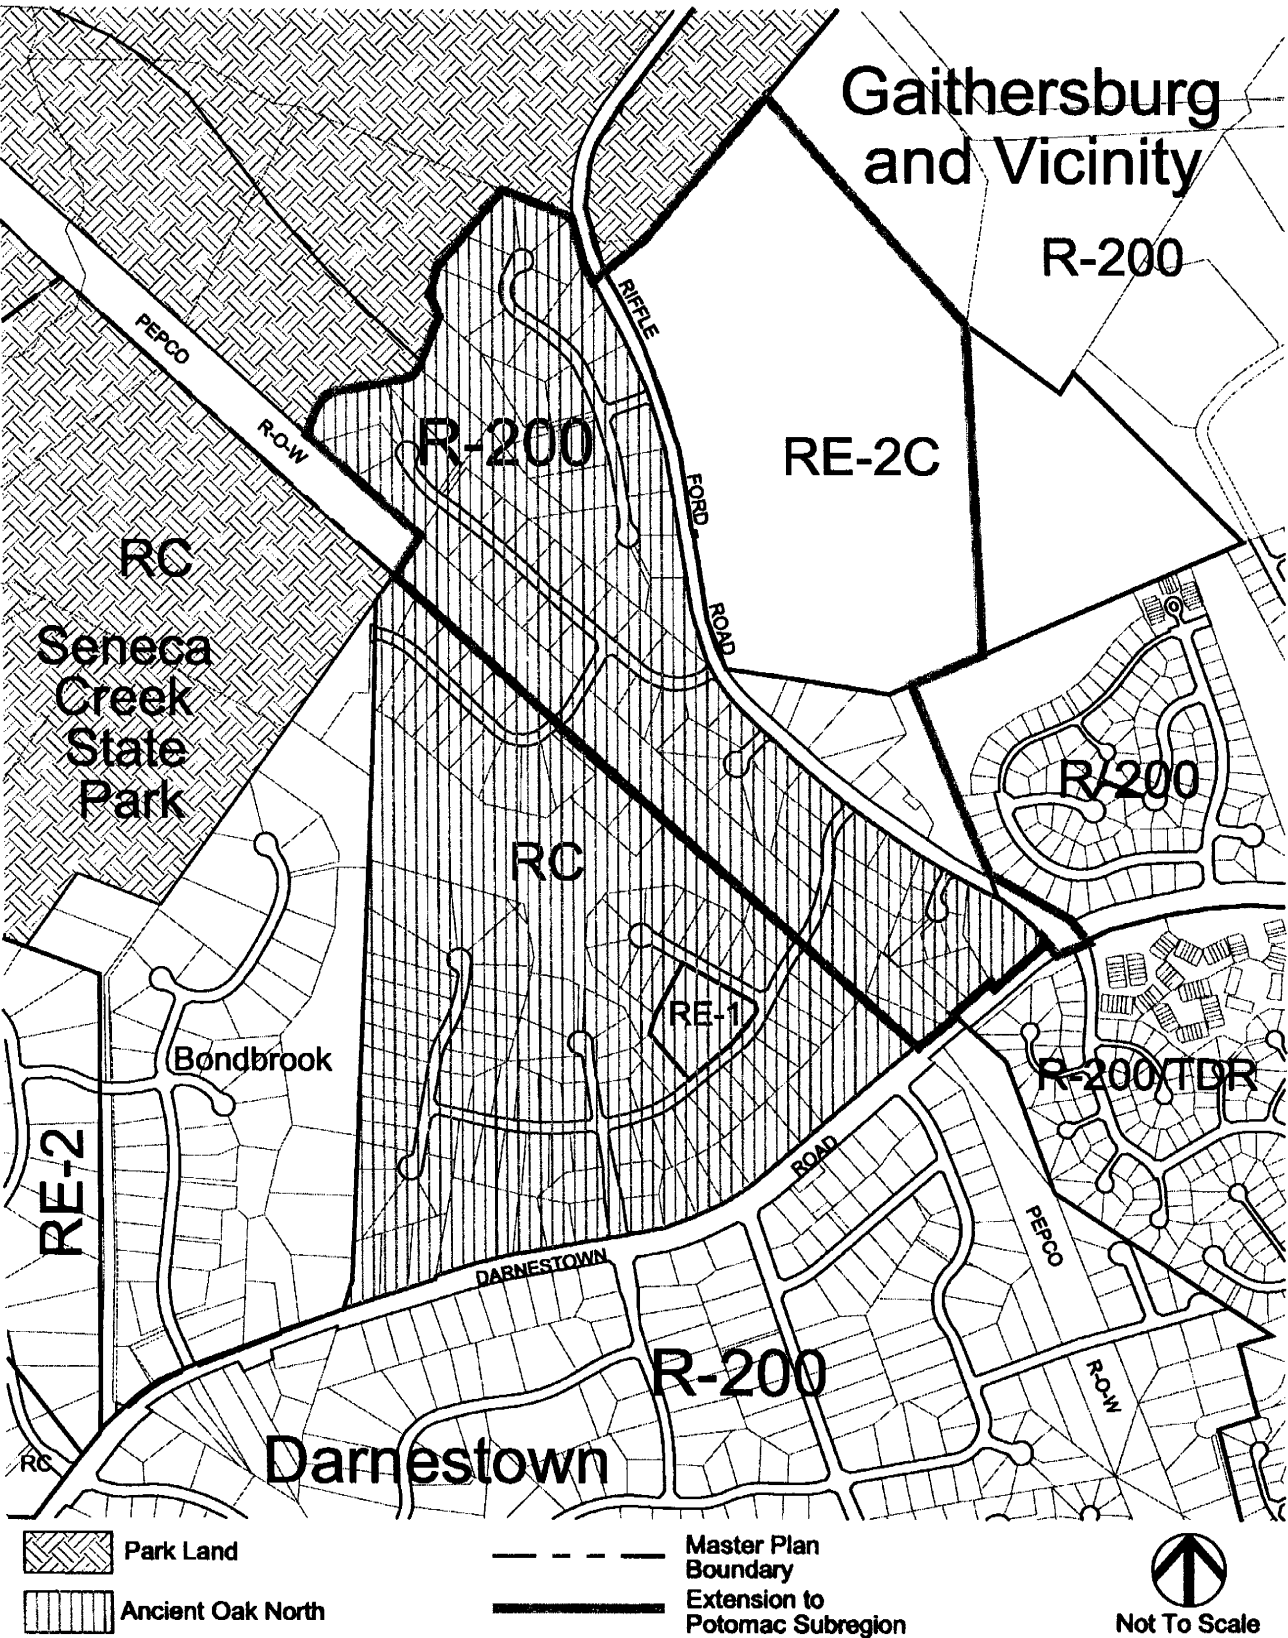 Gaithersburg
and Vicinity
R-200
RIFFLE
PEPCO
R-O-W
R-200
RE-2C
FORD
RC
ROAD
Seneca
Creek
State
Park
R-200
RC
RE-1
Bondbrook
R-200/TDR
RE-2
ROAD
PEPCO
DARNESTOWN
R-200
R-O-W
Darnestown
RC
Park Land
Ancient Oak North
Master Plan
Boundary
Extension to
Potomac Subregion
Not To Scale